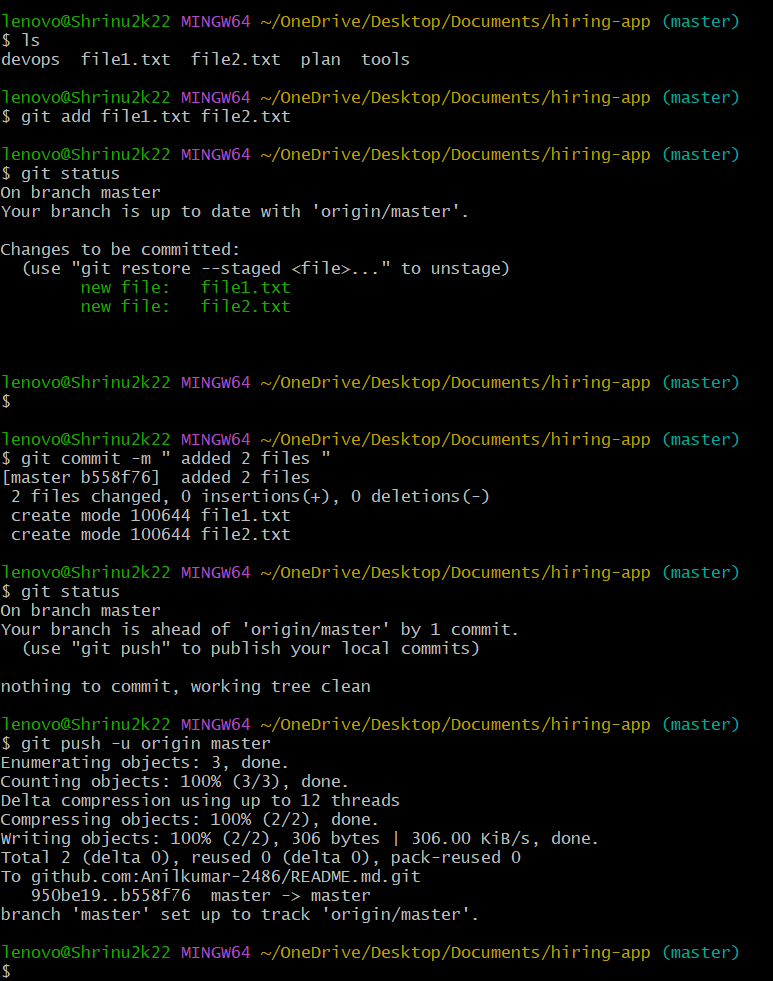 lenovo@Shrinu2k22 MINGW64 ~/OneDrive/Desktop/Documents/hiring-app (master)
$ ls
devops  file1.txt  file2.txt  plan  tools
lenovo@Shrinu2k22 MINGW64 ~/OneDrive/Desktop/Documents/hiring-app (master)
$ git add file1.txt file2.txt
lenovo@Shrinu2k22 MINGW64 ~/OneDrive/Desktop/Documents/hiring-app (master)
$ git status
On branch master
Your branch is up to date with 'origin/master'.
Changes to be committed:
  (use "git restore --staged <file>..." to unstage)
        new file:   file1.txt
        new file:   file2.txt
lenovo@Shrinu2k22 MINGW64 ~/OneDrive/Desktop/Documents/hiring-app (master)
$
lenovo@Shrinu2k22 MINGW64 ~/OneDrive/Desktop/Documents/hiring-app (master)
$ git commit -m " added 2 files "
[master b558f76]  added 2 files
 2 files changed, 0 insertions(+), 0 deletions(-)
 create mode 100644 file1.txt
 create mode 100644 file2.txt
lenovo@Shrinu2k22 MINGW64 ~/OneDrive/Desktop/Documents/hiring-app (master)
$ git status
On branch master
Your branch is ahead of 'origin/master' by 1 commit.
  (use "git push" to publish your local commits)
nothing to commit, working tree clean
lenovo@Shrinu2k22 MINGW64 ~/OneDrive/Desktop/Documents/hiring-app (master)
$ git push -u origin master
Enumerating objects: 3, done.
Counting objects: 100% (3/3), done.
Delta compression using up to 12 threads
Compressing objects: 100% (2/2), done.
Writing objects: 100% (2/2), 306 bytes | 306.00 KiB/s, done.
Total 2 (delta 0), reused 0 (delta 0), pack-reused 0
To github.com:Anilkumar-2486/README.md.git
   950be19..b558f76  master -> master
branch 'master' set up to track 'origin/master'.
lenovo@Shrinu2k22 MINGW64 ~/OneDrive/Desktop/Documents/hiring-app (master)
$